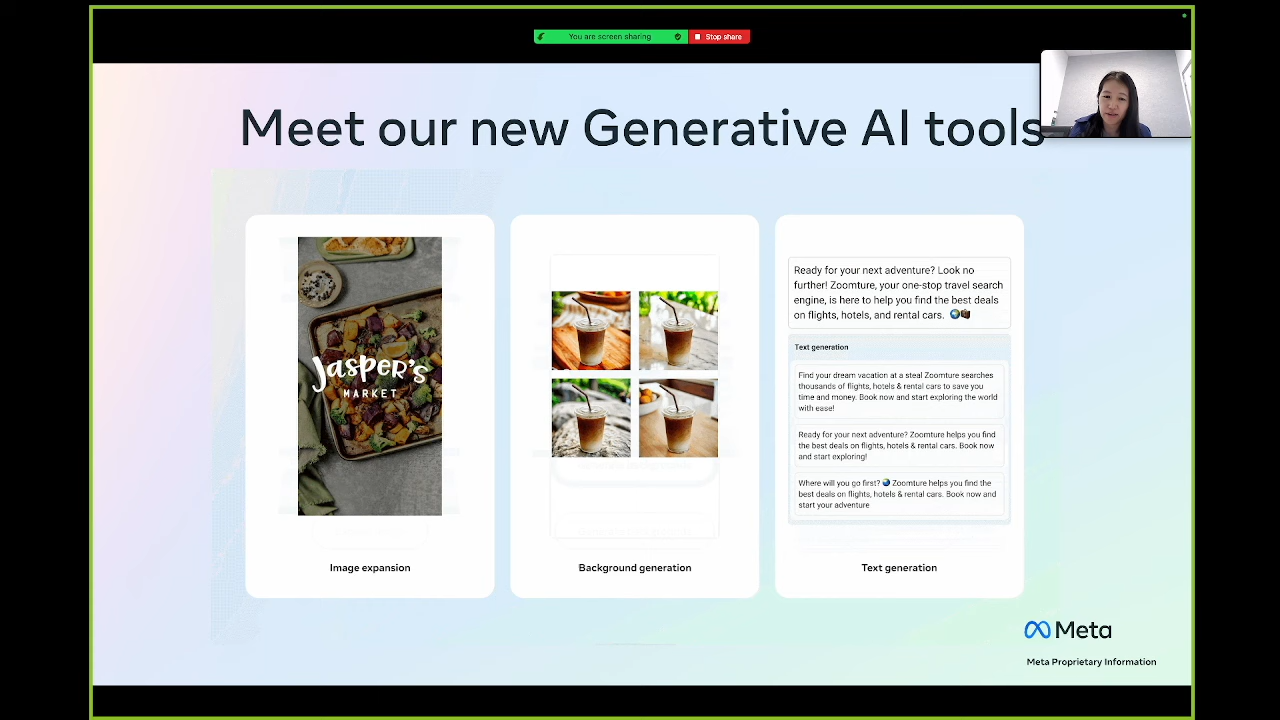 You are screen sharing
Stop share
Meet our new Generative AI tools
Jasper's
MARKET
Image expansion
Background generation
Ready for your next adventure? Look no
further! Zoomture, your one-stop travel search
engine, is here to help you find the best deals
on flights, hotels, and rental cars. 🌍💼
Text generation
Find your dream vacation at a steal Zoomture searches
thousands of flights, hotels & rental cars to save you
time and money. Book now and start exploring the world
with ease!
Ready for your next adventure? Zoomture helps you find
the best deals on flights, hotels & rental cars. Book now
and start exploring!
Where will you go first? 🌏 Zoomture helps you find the
best deals on flights, hotels & rental cars. Book now and
start your adventure
Text generation
Meta
Meta Proprietary Information